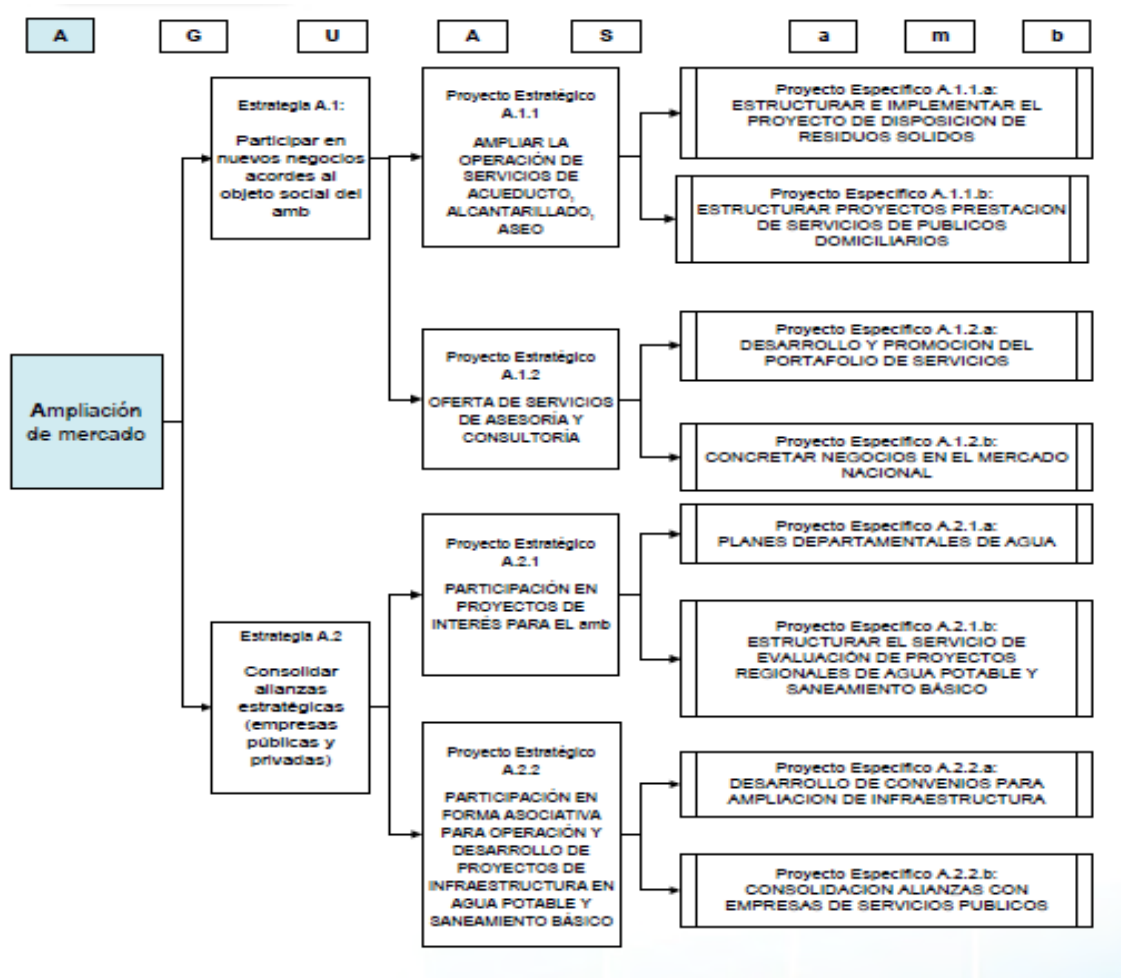 A G U A S a m b
Estrategia A.1:
Participar en
nuevos negocios
acordes al
objeto social del
amb
Proyecto Estratégico
A.1.1
AMPLIAR LA
OPERACIÓN DE
SERVICIOS DE
ACUEDUCTO,
ALCANTARILLADO,
ASEO
Proyecto Específico A.1.1.a:
ESTRUCTURAR E IMPLEMENTAR EL
PROYECTO DE DISPOSICION DE
RESIDUOS SOLIDOS
Proyecto Específico A.1.1.b:
ESTRUCTURAR PROYECTOS PRESTACION
DE SERVICIOS DE PUBLICOS
DOMICILIARIOS
Proyecto Estratégico
A.1.2
OFERTA DE SERVICIOS
DE ASESORÍA Y
CONSULTORÍA
Proyecto Específico A.1.2.a:
DESARROLLO Y PROMOCION DEL
PORTAFOLIO DE SERVICIOS
Proyecto Específico A.1.2.b:
CONCRETAR NEGOCIOS EN EL MERCADO
NACIONAL
Ampliación
de mercado
Estrategia A.2
Consolidar
alianzas
estratégicas
(empresas
públicas y
privadas)
Proyecto Estratégico
A.2.1
PARTICIPACIÓN EN
PROYECTOS DE
INTERÉS PARA EL amb
Proyecto Específico A.2.1.a:
PLANES DEPARTAMENTALES DE AGUA
Proyecto Específico A.2.1.b:
ESTRUCTURAR EL SERVICIO DE
EVALUACIÓN DE PROYECTOS
REGIONALES DE AGUA POTABLE Y
SANEAMIENTO BÁSICO
Proyecto Estratégico
A.2.2
PARTICIPACIÓN EN
FORMA ASOCIATIVA
PARA OPERACIÓN Y
DESARROLLO DE
PROYECTOS DE
INFRAESTRUCTURA EN
AGUA POTABLE Y
SANEAMIENTO BÁSICO
Proyecto Específico A.2.2.a:
DESARROLLO DE CONVENIOS PARA
AMPLIACION DE INFRAESTRUCTURA
Proyecto Específico A.2.2.b:
CONSOLIDACION ALIANZAS CON
EMPRESAS DE SERVICIOS PUBLICOS